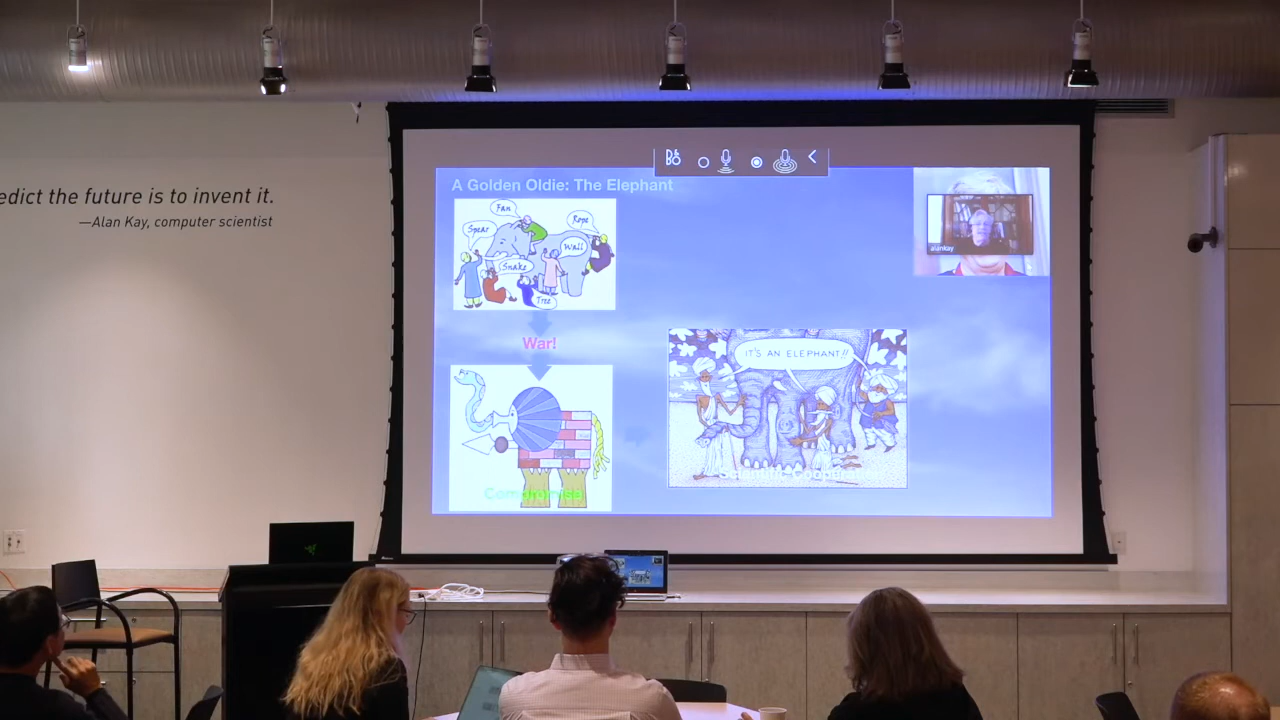 edict the future is to invent it.
—Alan Kay, computer scientist
A Golden Oldie: The Elephant
Fan
Spear
Rope
Wall
Snake
Tree
alankay
War!
IT'S AN ELEPHANT!!
Compromise